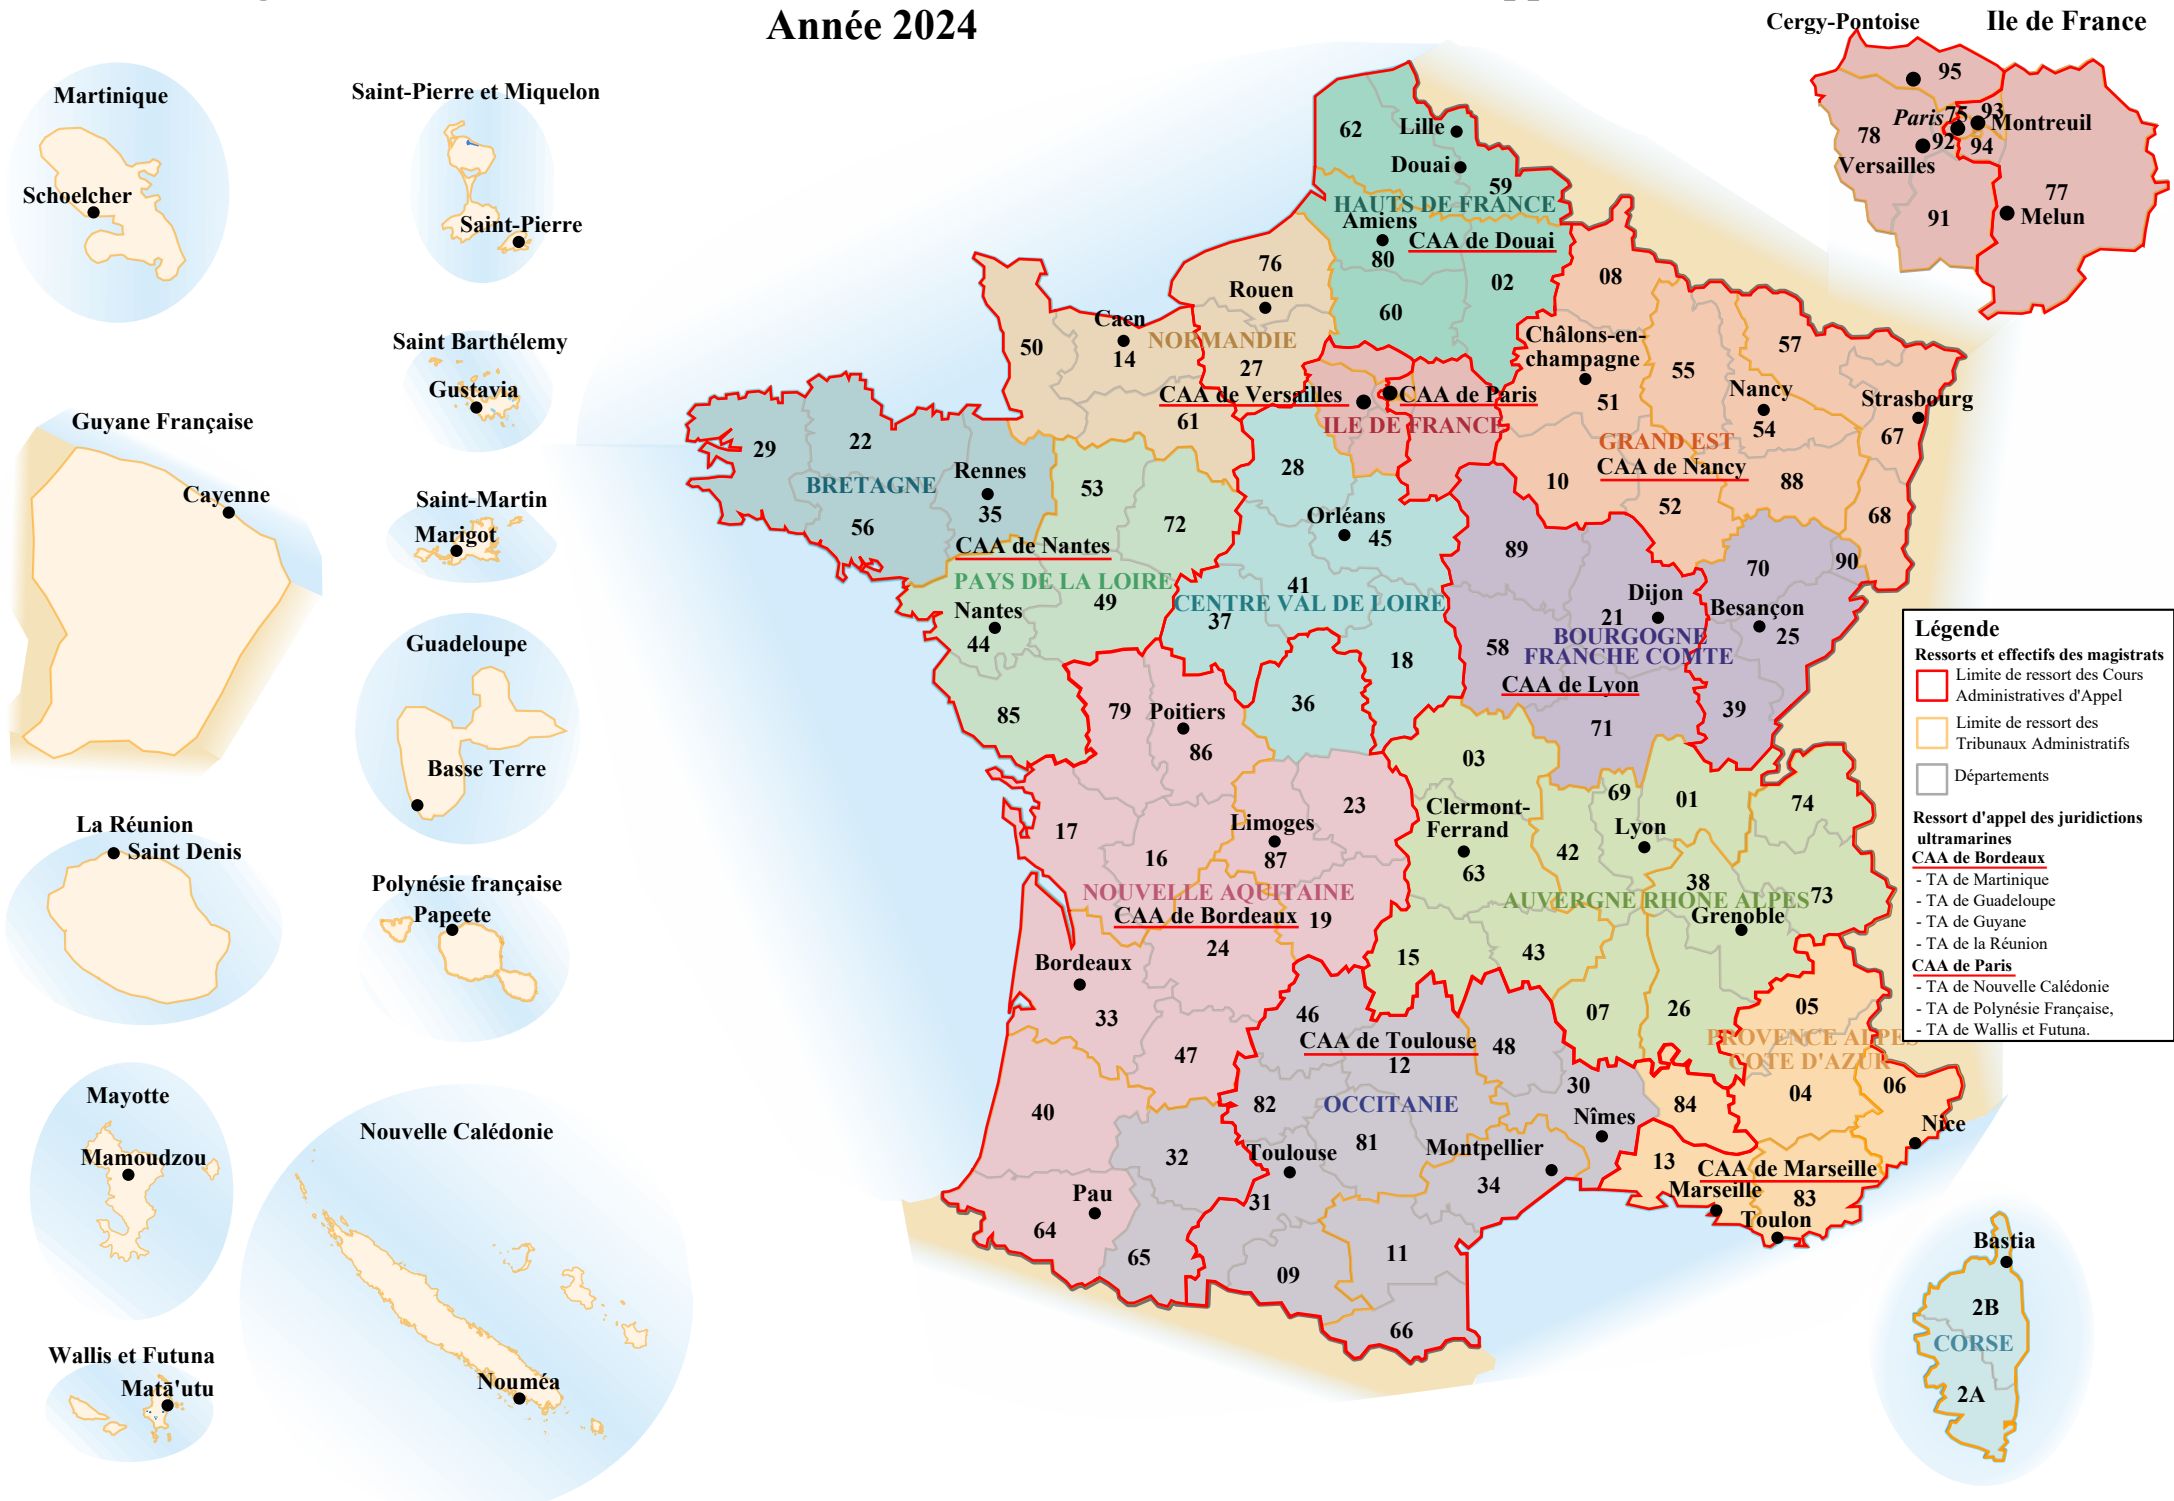 Année 2024
Cergy-Pontoise
Ile de France
95
75
93
Paris
Montreuil
78
92
94
Versailles
77
91
Melun
Martinique
Schoelcher
Saint-Pierre et Miquelon
Saint-Pierre
Saint Barthélemy
Gustavia
Guyane Française
Cayenne
Saint-Martin
Marigot
Guadeloupe
Basse Terre
La Réunion
Saint Denis
Polynésie française
Papeete
Mayotte
Mamoudzou
Nouvelle Calédonie
Nouméa
Wallis et Futuna
Matā'utu
62
Lille
Douai
59
HAUTS DE FRANCE
Amiens
CAA de Douai
80
76
Rouen
02
60
08
Caen
NORMANDIE
50
14
27
Châlons-en-
champagne
55
57
CAA de Versailles
CAA de Paris
51
Nancy
Strasbourg
61
ILE DE FRANCE
54
67
GRAND EST
CAA de Nancy
29
22
Rennes
BRETAGNE
35
56
53
28
10
52
88
68
72
Orléans
45
CAA de Nantes
89
70
90
PAYS DE LA LOIRE
49
41
CENTRE VAL DE LOIRE
37
Nantes
44
Dijon
21
Besançon
25
BOURGOGNE
FRANCHE COMTE
58
18
CAA de Lyon
85
79
Poitiers
86
36
71
39
03
69
01
74
17
16
Limoges
87
23
Clermont-
Ferrand
63
42
Lyon
38
73
NOUVELLE AQUITAINE
CAA de Bordeaux
19
AUVERGNE RHONE ALPES
Grenoble
24
15
43
Bordeaux
33
46
07
26
05
47
CAA de Toulouse
48
12
PROVENCE ALPES
COTE D'AZUR
40
82
OCCITANIE
30
84
04
06
Nîmes
Nice
32
Toulouse
81
Montpellier
13
CAA de Marseille
Marseille
83
Toulon
Pau
31
34
64
65
09
11
66
Bastia
2B
CORSE
2A
Légende
Ressorts et effectifs des magistrats
Limite de ressort des Cours
Administratives d'Appel
Limite de ressort des
Tribunaux Administratifs
Départements
Ressort d'appel des juridictions
ultramarines
CAA de Bordeaux
- TA de Martinique
- TA de Guadeloupe
- TA de Guyane
- TA de la Réunion
CAA de Paris
- TA de Nouvelle Calédonie
- TA de Polynésie Française,
- TA de Wallis et Futuna.